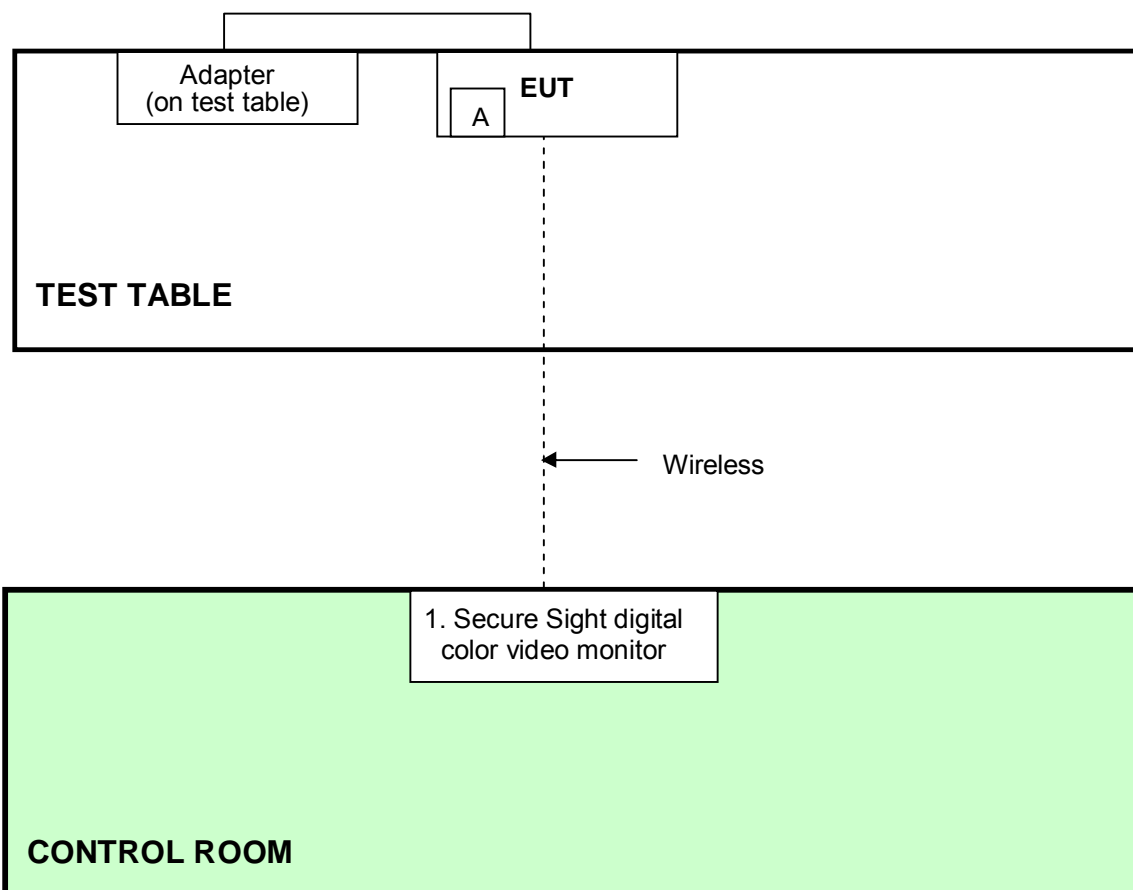 Adapter
(on test table)
EUT
A
TEST TABLE
Wireless
1. Secure Sight digital
color video monitor
CONTROL ROOM